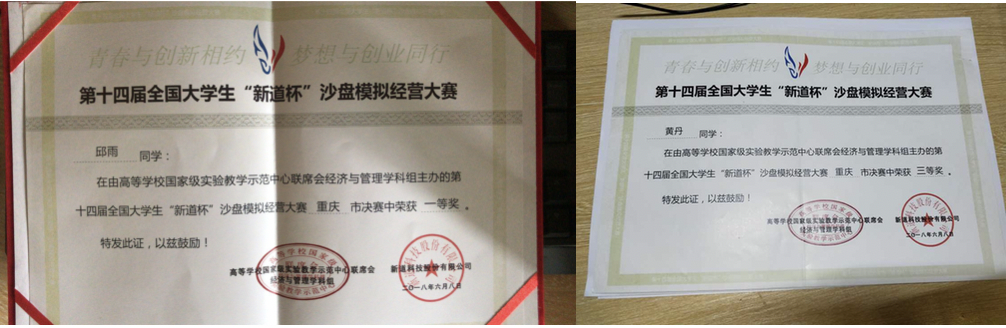 青春与创新相约 梦想与创业同行
第十四届全国大学生“新道杯”沙盘模拟经营大赛
邱雨 同学：
在由高等学校国家级实验教学示范中心联席会经济与管理学科组主办的第
十四届全国大学生“新道杯”沙盘模拟经营大赛 重庆 市决赛中荣获 一等奖 。
特发此证，以兹鼓励！
高等学校国家级实验教学示范中心联席会 新道科技股份有限公司
经济与管理学科组 二〇一八年六月八日
青春与创新相约 梦想与创业同行
第十四届全国大学生“新道杯”沙盘模拟经营大赛
黄丹 同学：
在由高等学校国家级实验教学示范中心联席会经济与管理学科组主办的第
十四届全国大学生“新道杯”沙盘模拟经营大赛 重庆 市决赛中荣获 三等奖 。
特发此证，以兹鼓励！
高等学校国家级实验教学示范中心联席会 新道科技股份有限公司
经济与管理学科组 二〇一八年六月八日